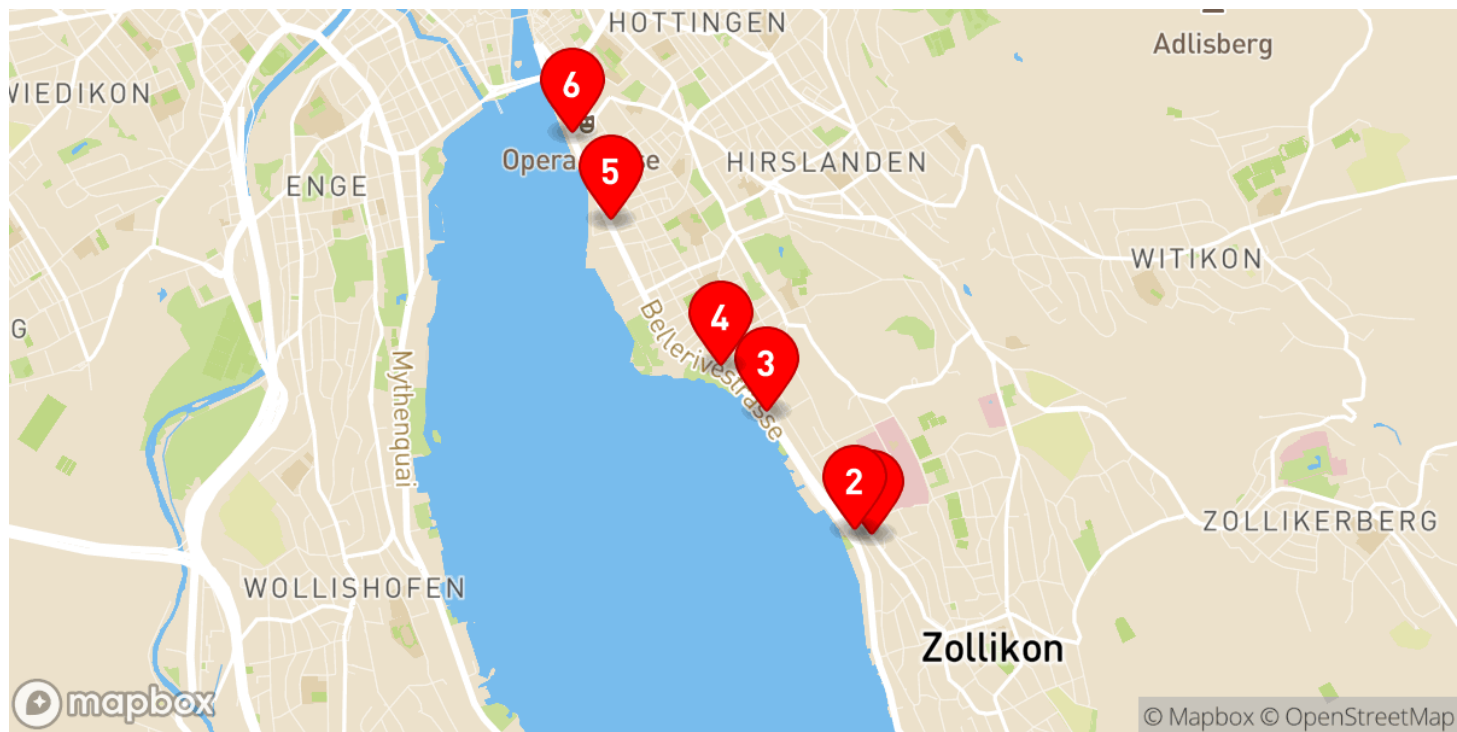 HOTTINGEN
Adlisberg
WIEDIKON
6
Opera
se
5
HIRSLANDEN
ENGE
WITIKON
G
4
Bellerivestrasse
3
Mythenquai
2
ZOLLIKERBERG
WOLLISHOFEN
Zollikon
mapbox
© Mapbox © OpenStreetMap